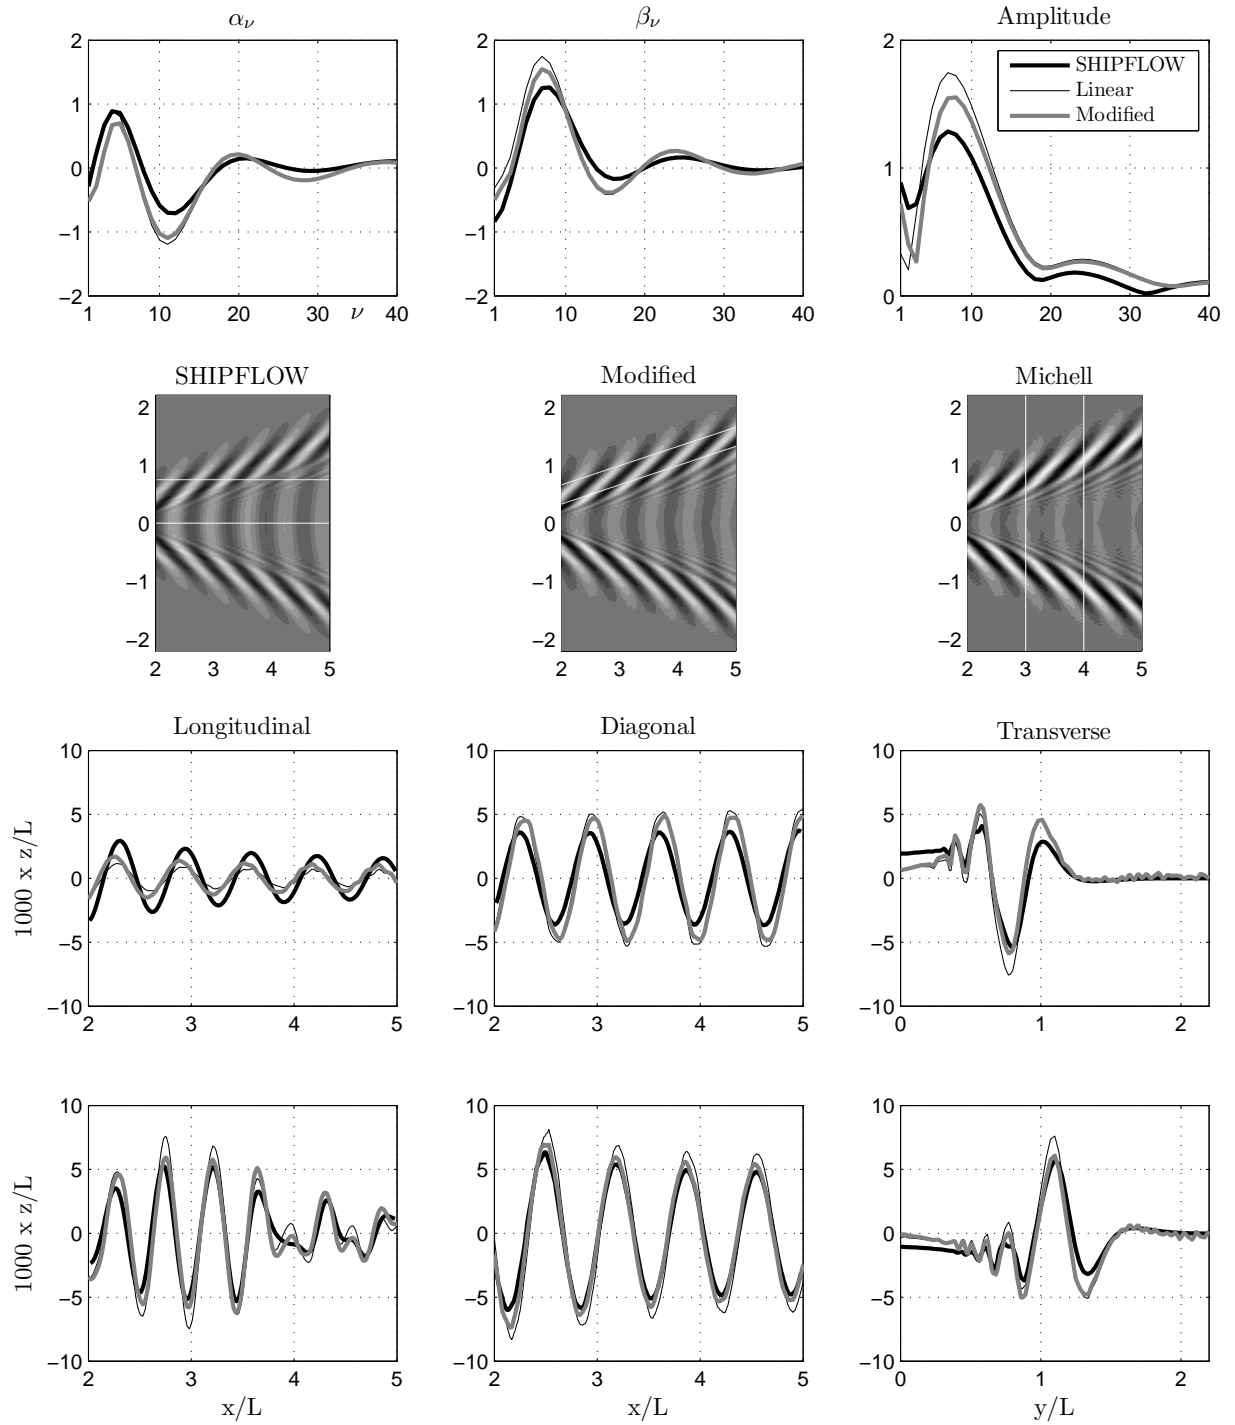 α_ν β_ν Amplitude
2 2 2
SHIPFLOW
Linear
Modified
1 1 1
0 0
−1 −1
−2 −2 0
1 10 20 30 ν 40 1 10 20 30 40 1 10 20 30 40
SHIPFLOW Modified Michell
2 2 2
1 1 1
0 0 0
−1 −1 −1
−2 −2 −2
2 3 4 5 2 3 4 5 2 3 4 5
Longitudinal Diagonal Transverse
10 10 10
5 5 5
0 0 0
−5 −5 −5
−10 −10 −10
1000 x z/L
2 3 4 5 2 3 4 5 0 1 2
10 10 10
5 5 5
0 0 0
−5 −5 −5
−10 −10 −10
1000 x z/L
2 3 4 5 2 3 4 5 0 1 2
x/L x/L y/L